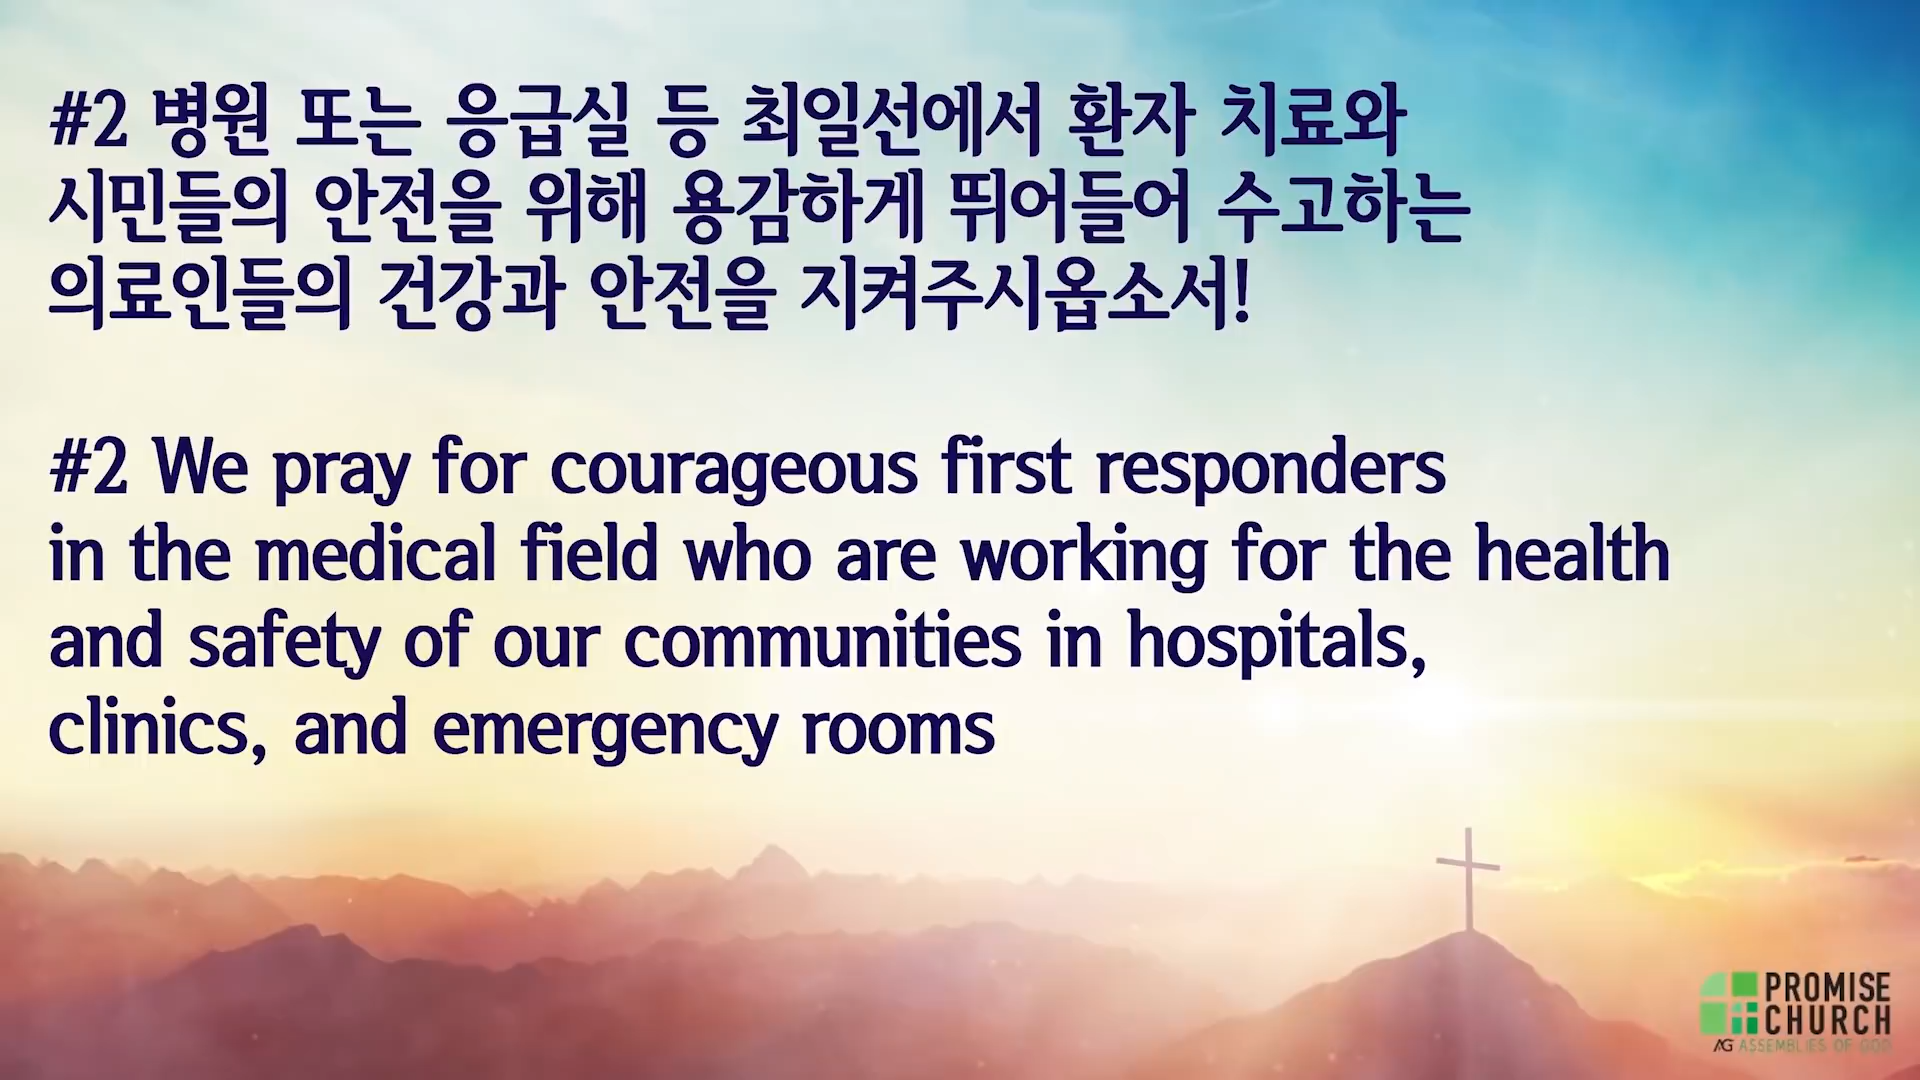 #2 병원 또는 응급실 등 최일선에서 환자 치료와
시민들의 안전을 위해 용감하게 뛰어들어 수고하는
의료인들의 건강과 안전을 지켜주시옵소서!
#2 We pray for courageous first responders
in the medical field who are working for the health
and safety of our communities in hospitals,
clinics, and emergency rooms
PROMISE
CHURCH
AG ASSEMBLIES OF GOD